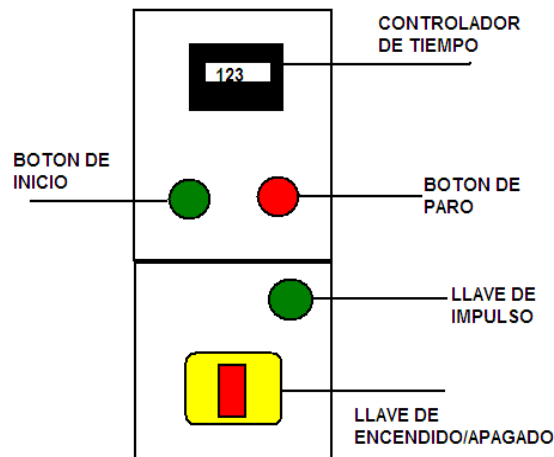 CONTROLADOR
DE TIEMPO
123
BOTON DE
INICIO
BOTON DE
PARO
LLAVE DE
IMPULSO
LLAVE DE
ENCENDIDO/APAGADO